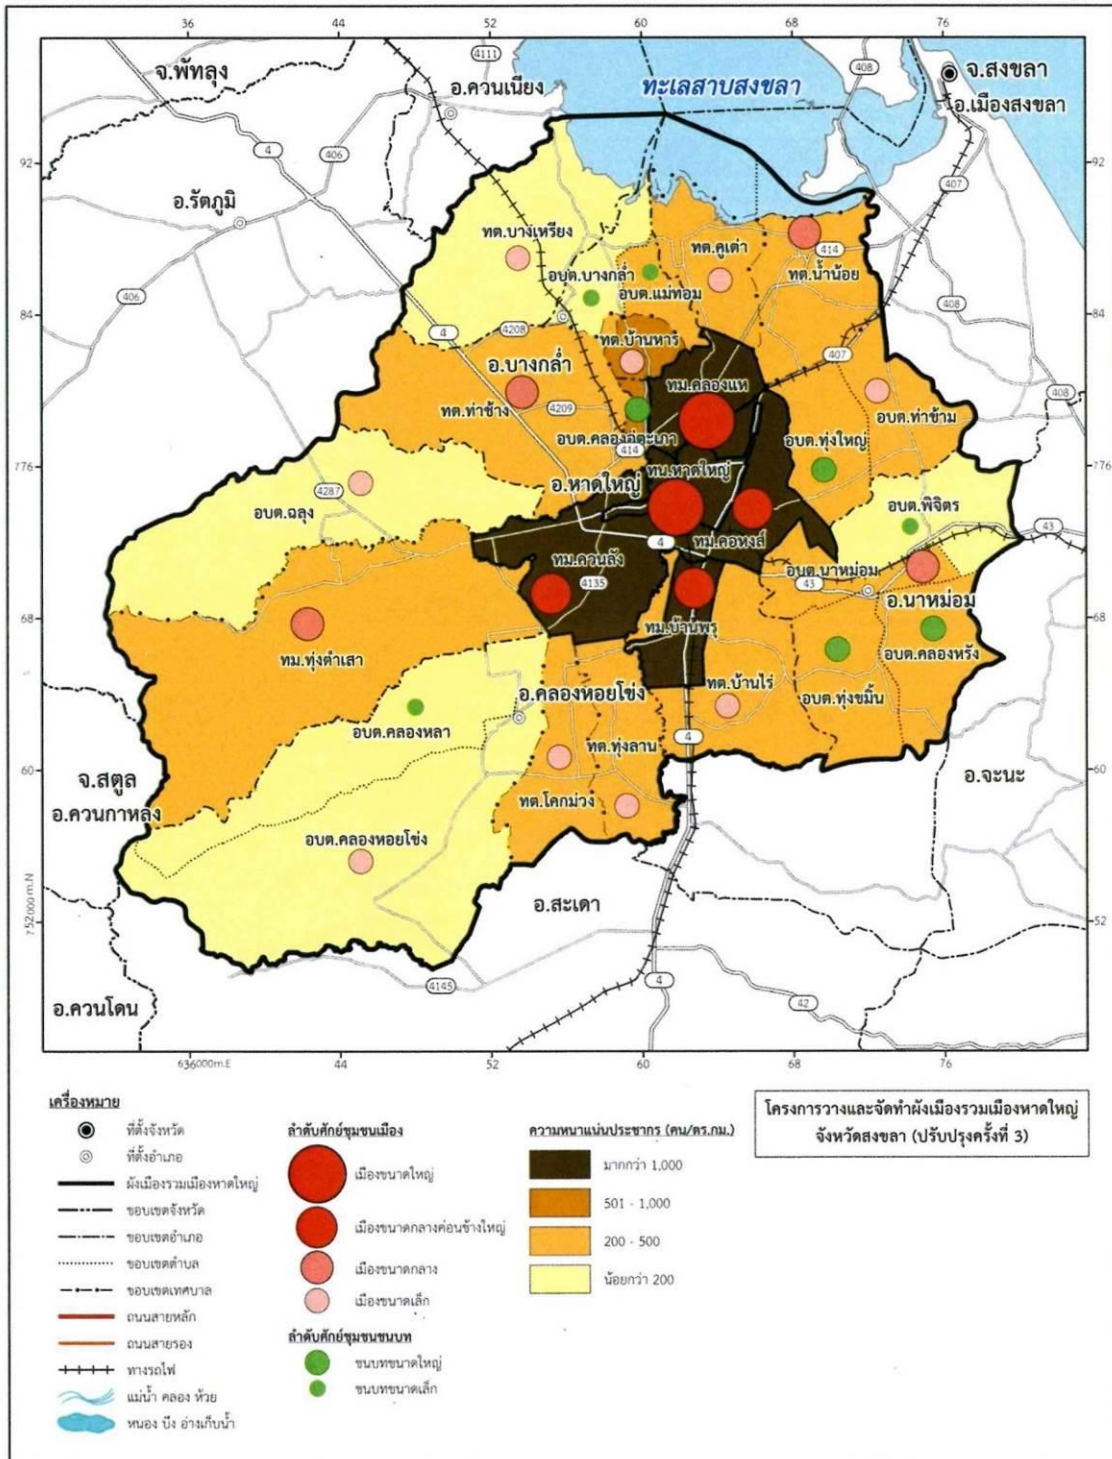 36 44 52 60 68 76
4111
408
จ.พัทลุง
อ.ควนเนียง
ทะเลสาบสงขลา
จ.สงขลา
อ.เมืองสงขลา
92
4
406
407
92
อ.รัตภูมิ
ทต.บางเหรียง
ทต.คูเต่า
414
ทต.น้ำน้อย
อบต.บางกล่ำ
อบต.แม่ทอม
406
408
84
4
4208
84
ทต.บ้านหาร
407
อ.บางกล่ำ
ทม.คลองแห
408
ทต.ท่าช้าง
4209
อบต.ท่าข้าม
อบต.คลองอู่ตะเภา
อบต.ทุ่งใหญ่
414
776
776
อ.หาดใหญ่
ทน.หาดใหญ่
4287
อบต.ฉลุง
อบต.พิจิตร
43
4
ทม.คอหงส์
ทม.ควนลัง
4135
อบต.นาหม่อม
43
อ.นาหม่อม
68
68
ทม.บ้านพรุ
ทม.ทุ่งตำเสา
อบต.คลองหรัง
อ.คลองหอยโข่ง
ทต.บ้านไร่
อบต.ทุ่งขมิ้น
อบต.คลองหลา
4
ทต.ทุ่งลาน
60
60
จ.สตูล
อ.จะนะ
อ.ควนกาหลง
ทต.โคกม่วง
อบต.คลองหอยโข่ง
อ.สะเดา
752000m.N
52
4145
4
42
อ.ควนโดน
636000m.E 44 52 60 68 76
เครื่องหมาย
ที่ตั้งจังหวัด
ที่ตั้งอำเภอ
ผังเมืองรวมเมืองหาดใหญ่
ขอบเขตจังหวัด
ขอบเขตอำเภอ
ขอบเขตตำบล
ขอบเขตเทศบาล
ถนนสายหลัก
ถนนสายรอง
ทางรถไฟ
แม่น้ำ คลอง ห้วย
หนอง บึง อ่างเก็บน้ำ
ลำดับศักย์ชุมชนเมือง
เมืองขนาดใหญ่
เมืองขนาดกลางค่อนข้างใหญ่
เมืองขนาดกลาง
เมืองขนาดเล็ก
ลำดับศักย์ชุมชนชนบท
ชนบทขนาดใหญ่
ชนบทขนาดเล็ก
ความหนาแน่นประชากร (คน/ตร.กม.)
มากกว่า 1,000
501 - 1,000
200 - 500
น้อยกว่า 200
โครงการวางและจัดทำผังเมืองรวมเมืองหาดใหญ่
จังหวัดสงขลา (ปรับปรุงครั้งที่ 3)